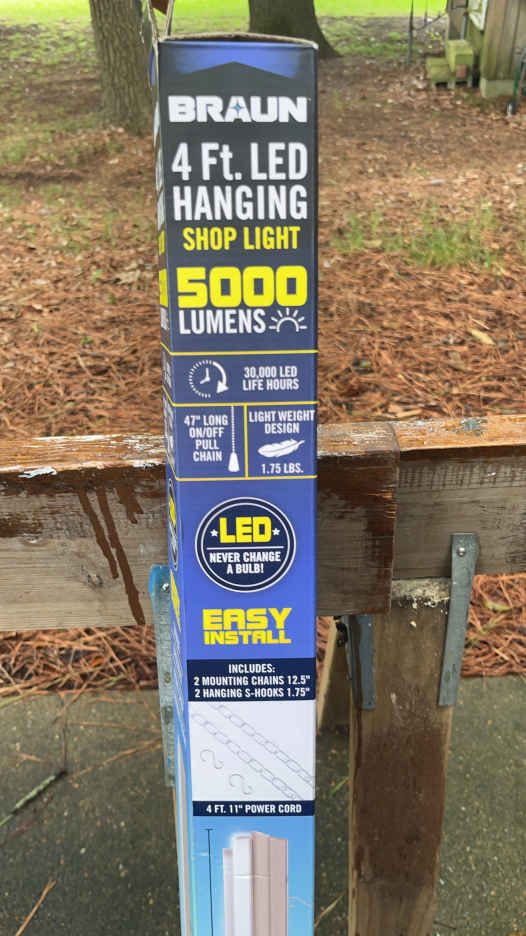 BRAUN
4 Ft. LED
HANGING
SHOP LIGHT
5000
LUMENS
30,000 LED
LIFE HOURS
47" LONG
ON/OFF
PULL
CHAIN
LIGHT WEIGHT
DESIGN
1.75 LBS.
LED
NEVER CHANGE
A BULB!
EASY
INSTALL
INCLUDES:
2 MOUNTING CHAINS 12.5"
2 HANGING S-HOOKS 1.75"
4 FT. 11" POWER CORD